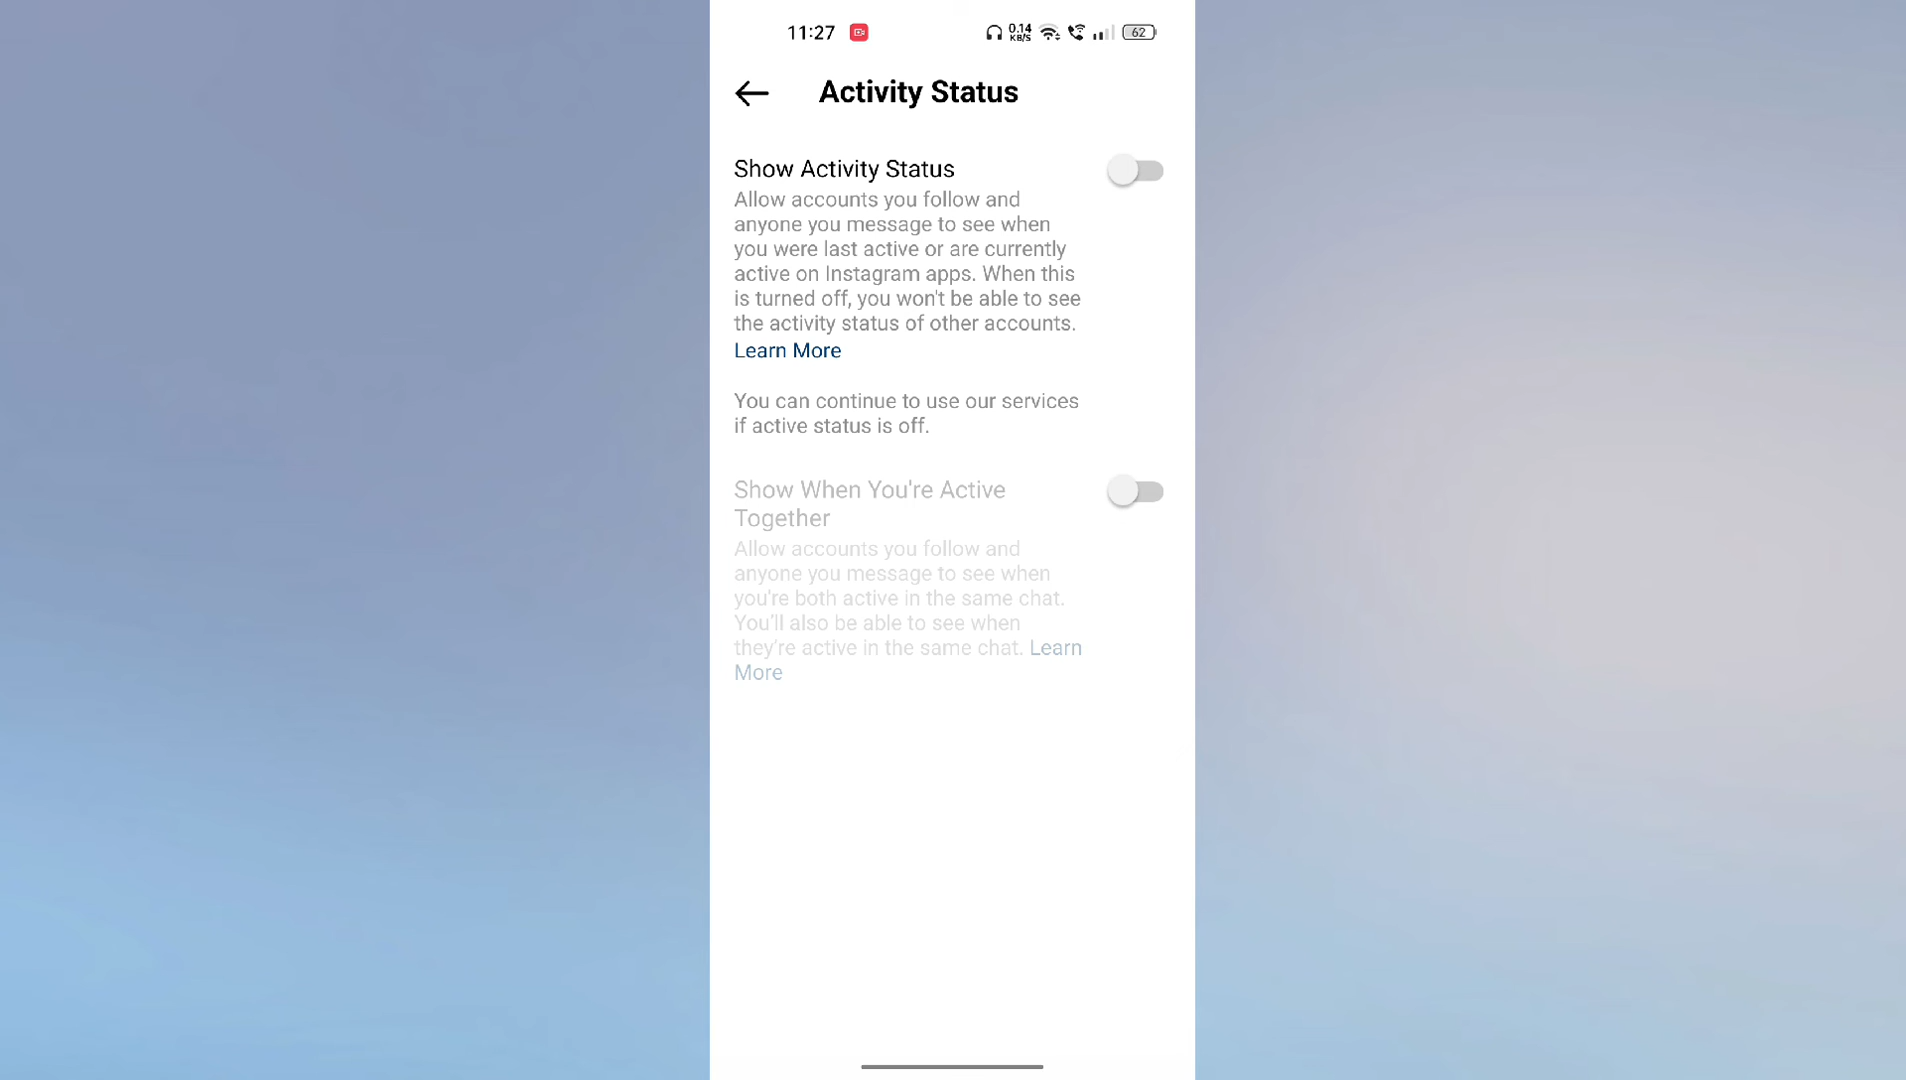 11:27
0.14
KB/S
62
Activity Status
Show Activity Status
Allow accounts you follow and
anyone you message to see when
you were last active or are currently
active on Instagram apps. When this
is turned off, you won't be able to see
the activity status of other accounts.
Learn More
You can continue to use our services
if active status is off.
Show When You're Active
Together
Allow accounts you follow and
anyone you message to see when
you're both active in the same chat.
You'll also be able to see when
they're active in the same chat. Learn
More